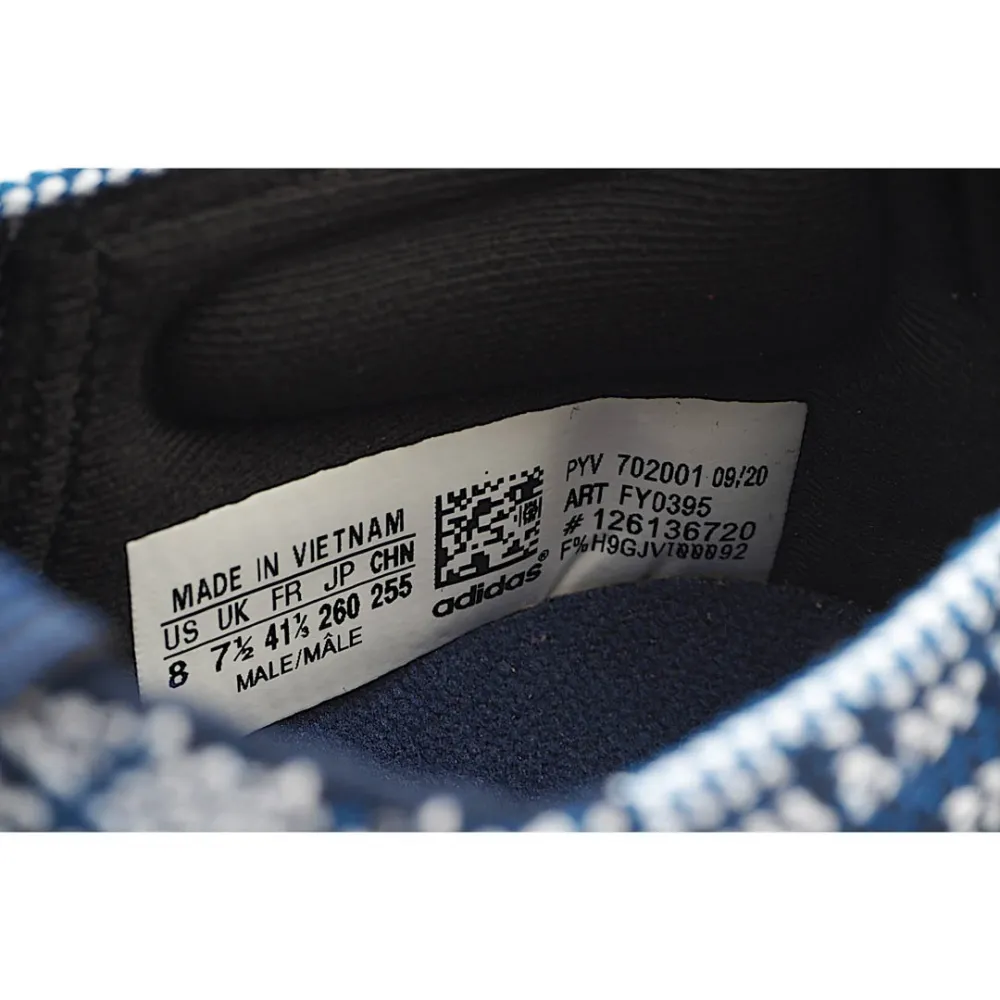 MADE IN VIETNAM
US UK FR JP CHN
8 7½ 41⅓ 260 255
MALE/MÂLE
adidas®
PYV 702001 09/20
ART FY0395
# 126136720